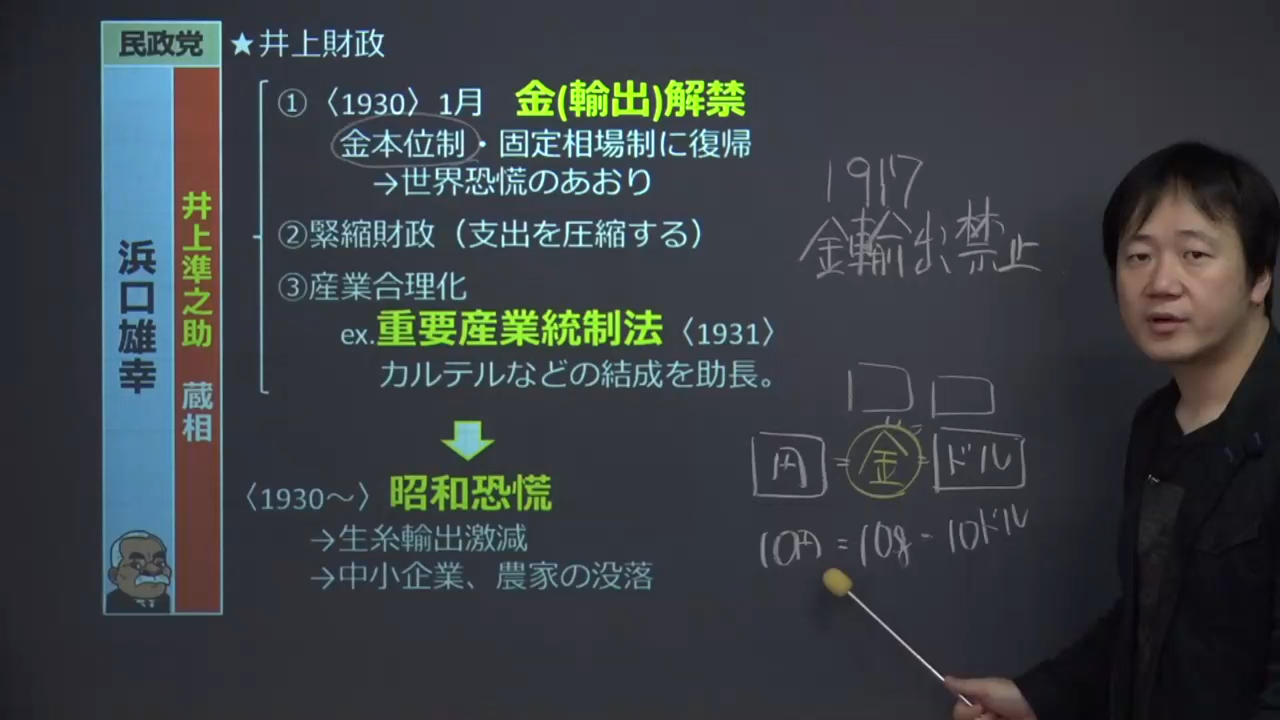 民政党
★井上財政
浜口雄幸
井上準之助 蔵相
①〈1930〉1月 金(輸出)解禁
金本位制・固定相場制に復帰
→世界恐慌のあおり
②緊縮財政（支出を圧縮する）
③産業合理化
ex.重要産業統制法〈1931〉
カルテルなどの結成を助長。
〈1930～〉昭和恐慌
→生糸輸出激減
→中小企業、農家の没落
1917
金輸出禁止
円=金=ドル
10円=10g-10ドル